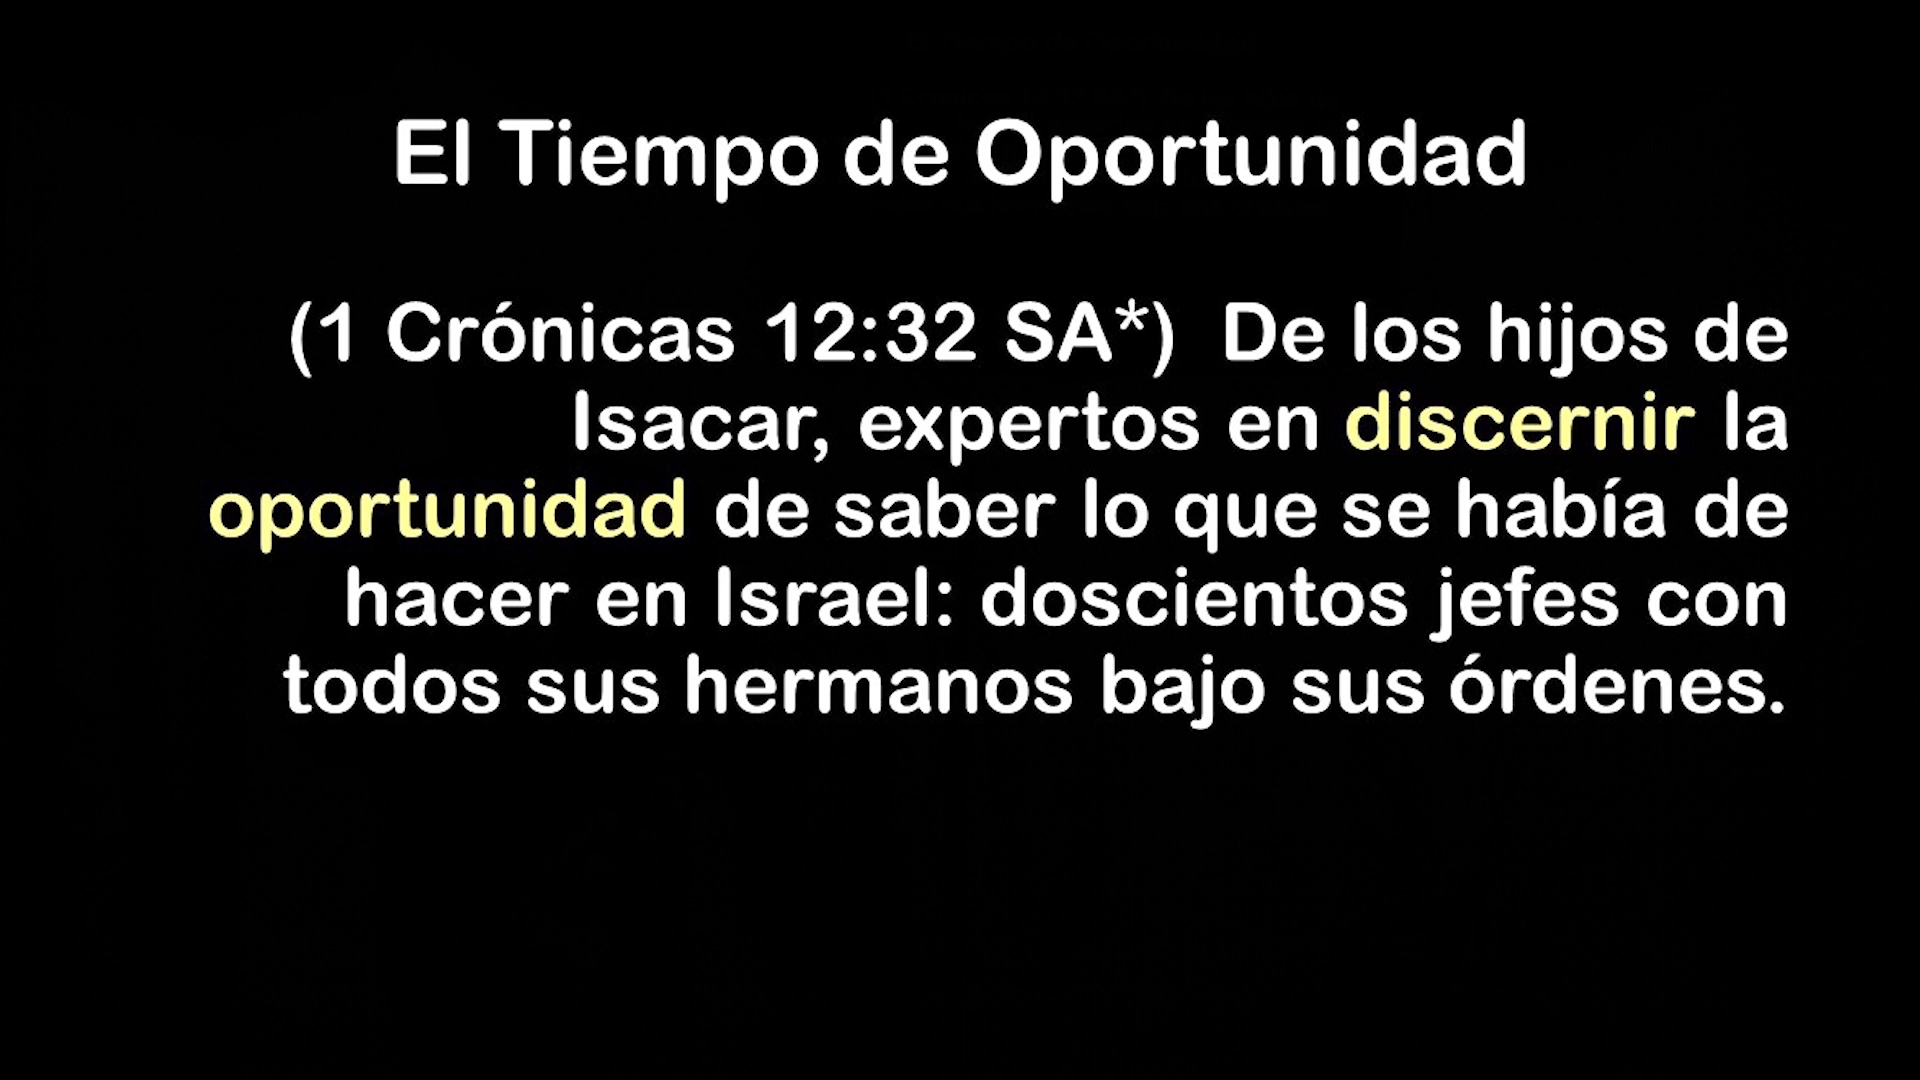 El Tiempo de Oportunidad
(1 Crónicas 12:32 SA*)  De los hijos de
Isacar, expertos en discernir la
oportunidad de saber lo que se había de
hacer en Israel: doscientos jefes con
todos sus hermanos bajo sus órdenes.